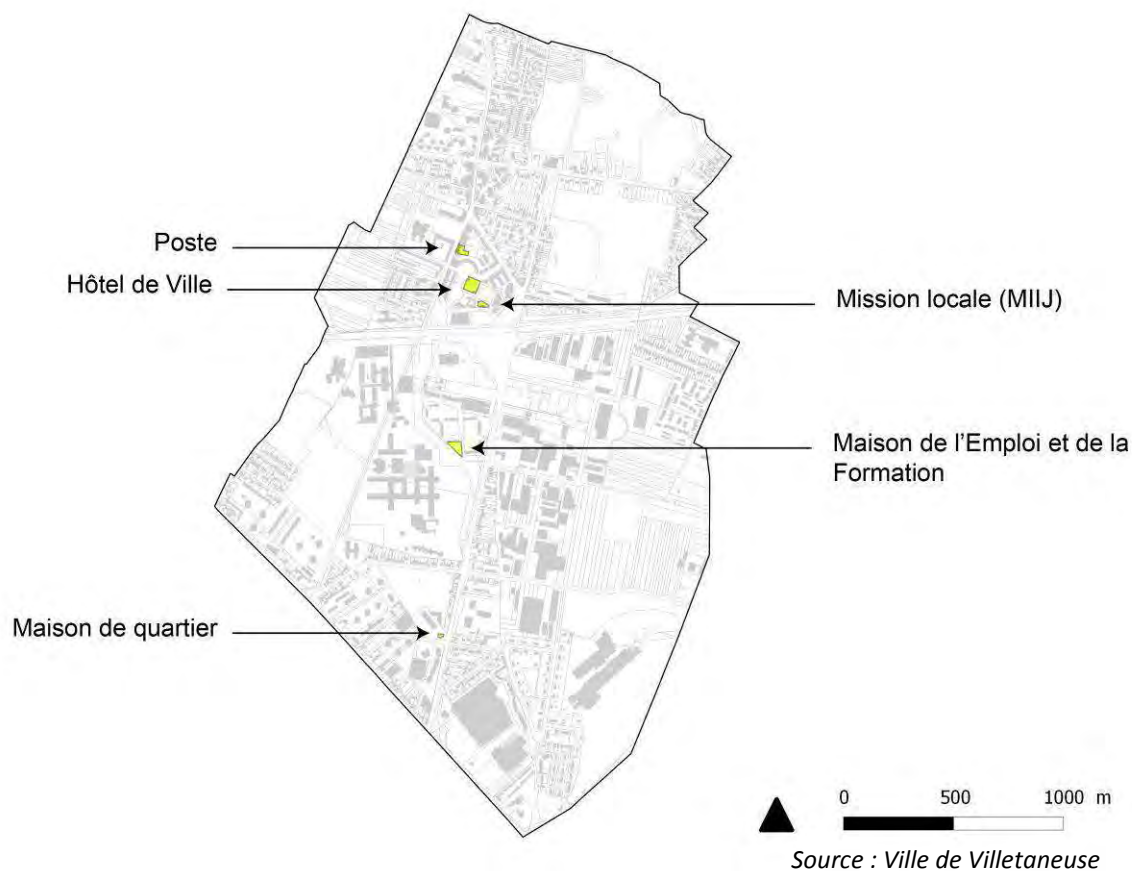 Poste
Hôtel de Ville
Mission locale (MIIJ)
Maison de l'Emploi et de la
Formation
Maison de quartier
0 500 1000 m
Source : Ville de Villetaneuse